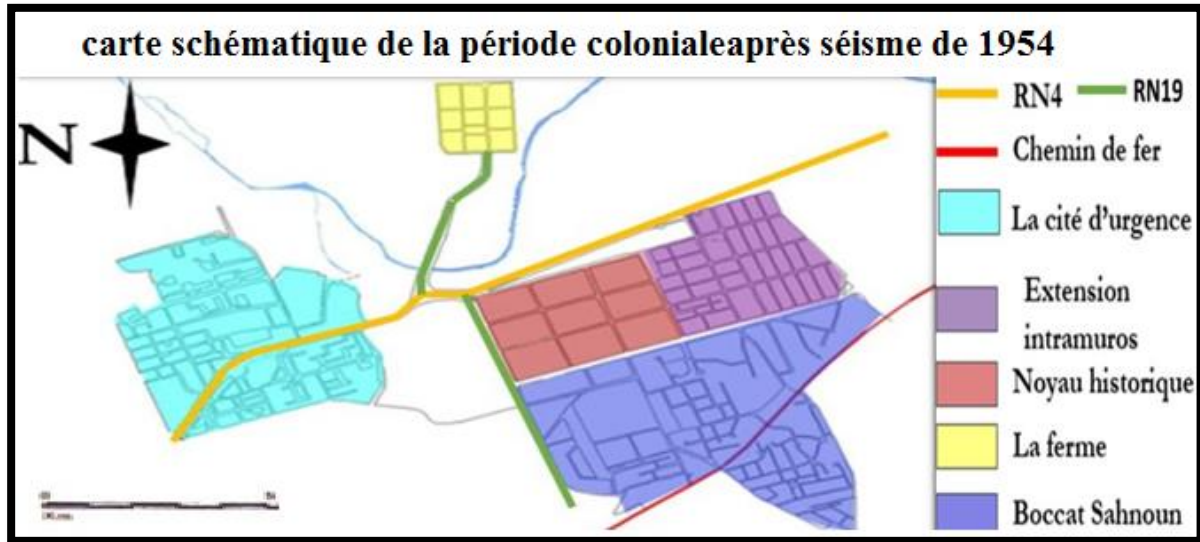 carte schématique de la période colonialeaprès séisme de 1954
N
RN4 RN19
Chemin de fer
La cité d'urgence
Extension
intramuros
Noyau historique
La ferme
Boccat Sahnoun